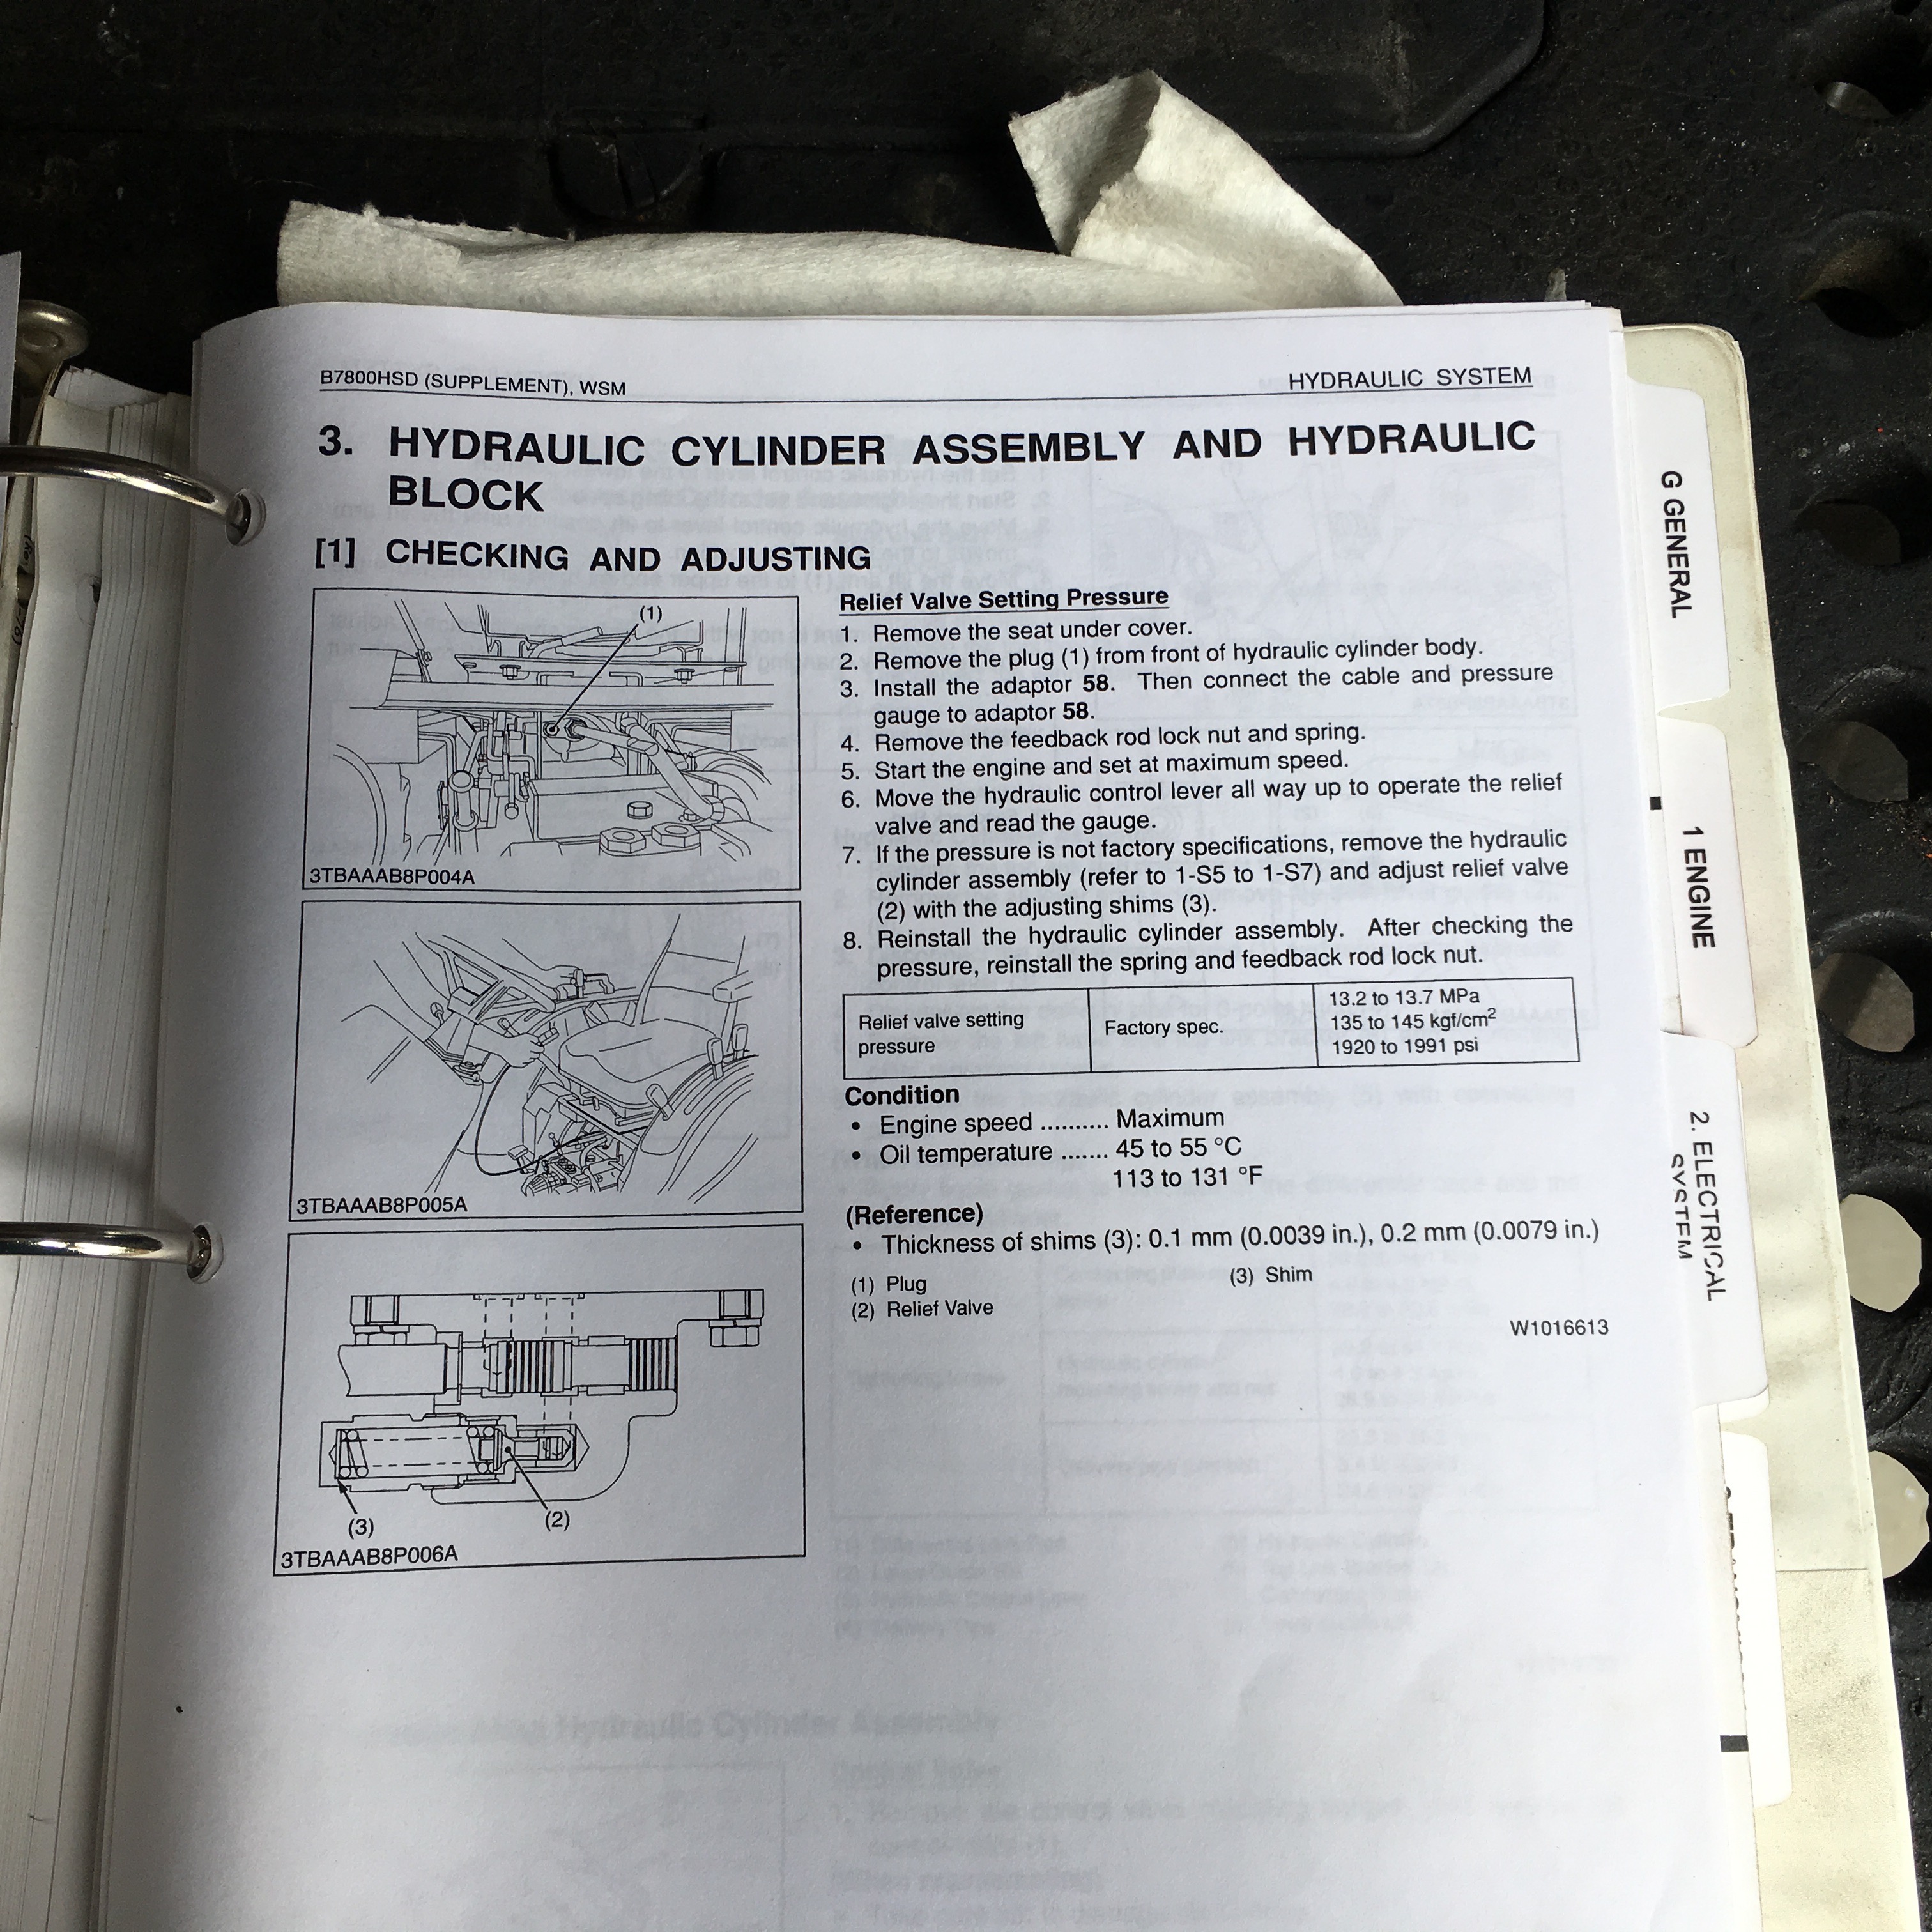 B7800HSD (SUPPLEMENT), WSM
HYDRAULIC SYSTEM
3. HYDRAULIC CYLINDER ASSEMBLY AND HYDRAULIC
BLOCK
[1] CHECKING AND ADJUSTING
(1)
3TBAAAB8P004A
3TBAAAB8P005A
(3)
(2)
3TBAAAB8P006A
Relief Valve Setting Pressure
1. Remove the seat under cover.
2. Remove the plug (1) from front of hydraulic cylinder body.
3. Install the adaptor 58. Then connect the cable and pressure
gauge to adaptor 58.
4. Remove the feedback rod lock nut and spring.
5. Start the engine and set at maximum speed.
6. Move the hydraulic control lever all way up to operate the relief
valve and read the gauge.
7. If the pressure is not factory specifications, remove the hydraulic
cylinder assembly (refer to 1-S5 to 1-S7) and adjust relief valve
(2) with the adjusting shims (3).
8. Reinstall the hydraulic cylinder assembly. After checking the
pressure, reinstall the spring and feedback rod lock nut.
Relief valve setting
pressure
Factory spec.
13.2 to 13.7 MPa
135 to 145 kgf/cm²
1920 to 1991 psi
Condition
• Engine speed .......... Maximum
• Oil temperature ....... 45 to 55 °C
113 to 131 °F
(Reference)
• Thickness of shims (3): 0.1 mm (0.0039 in.), 0.2 mm (0.0079 in.)
(1) Plug
(2) Relief Valve
(3) Shim
W1016613
G GENERAL
1 ENGINE
2. ELECTRICAL
SYSTEM